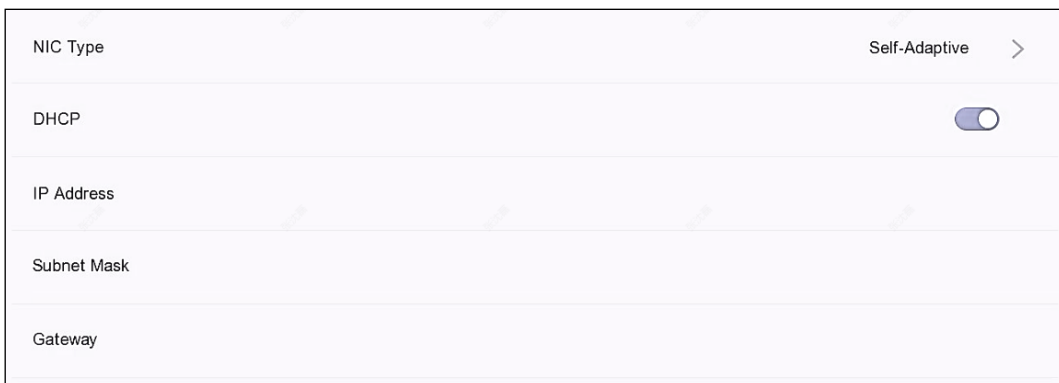 NIC Type Self-Adaptive
DHCP
IP Address
Subnet Mask
Gateway